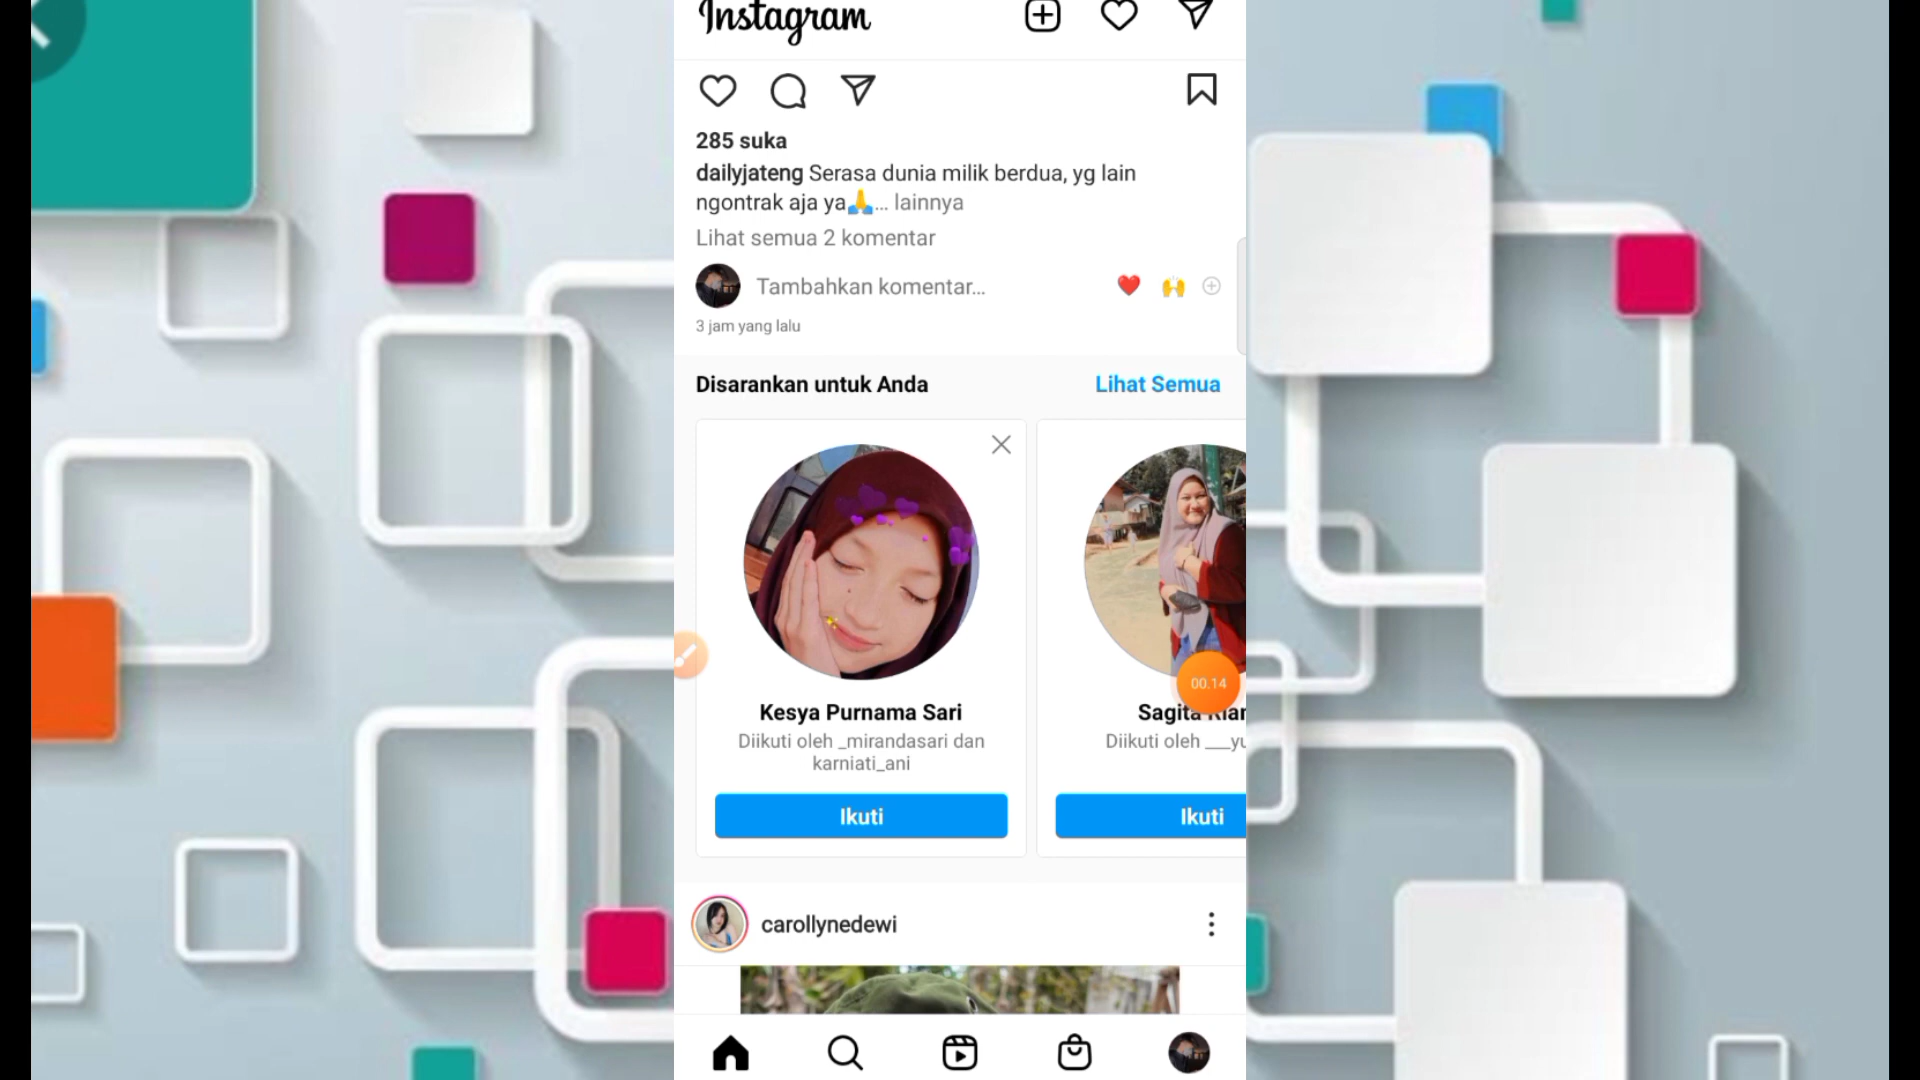 Instagram
285 suka
dailyjateng Serasa dunia milik berdua, yg lain
ngontrak aja ya🙏... lainnya
Lihat semua 2 komentar
Tambahkan komentar...
3 jam yang lalu
Disarankan untuk Anda
Lihat Semua
Kesya Purnama Sari
Diikuti oleh _mirandasari dan
karniati_ani
Ikuti
Sagita
Diikuti oleh ___yu
Ikuti
00.14
carollynedewi